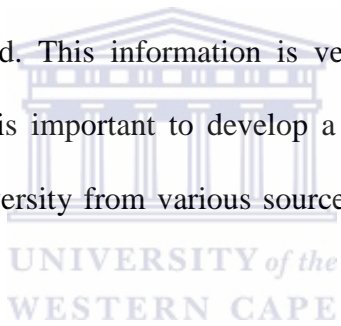 d. This information is ve
is important to develop a
ersity from various source
UNIVERSITY of the
WESTERN CAPE